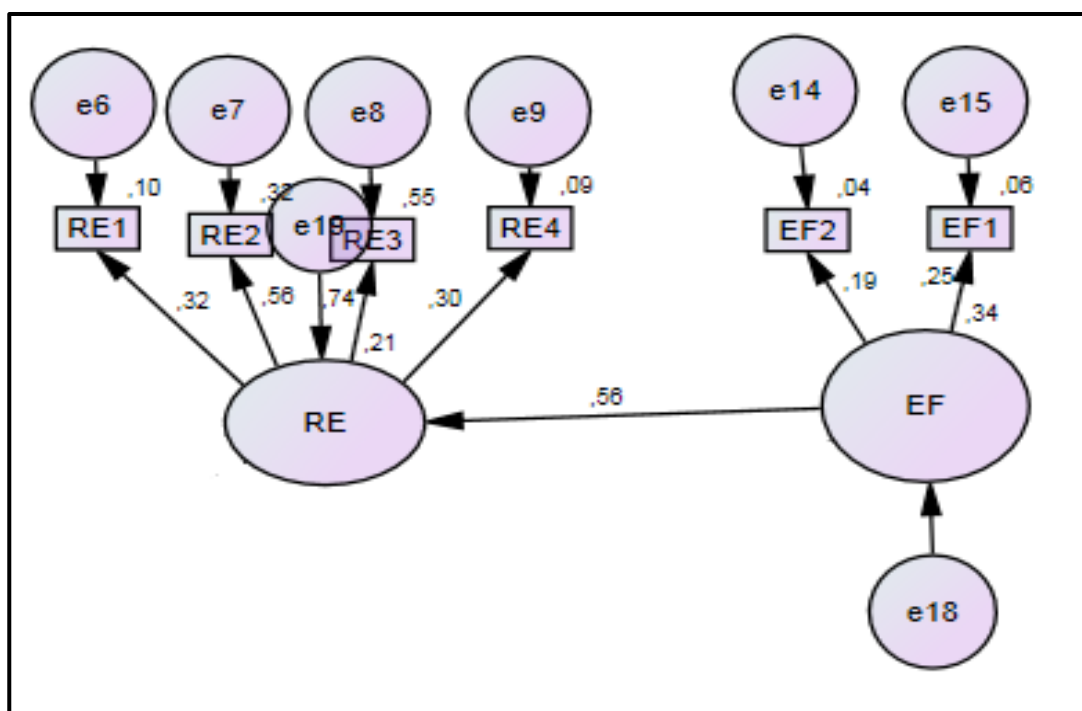 e6 e7 e8 e9 e14 e15
,10 ,32 ,55 ,09 ,04 ,06
RE1 RE2 e19 RE3 RE4 EF2 EF1
,32 ,56 ,74 ,30 ,19 ,25
,21 ,34
RE ,56 EF
e18